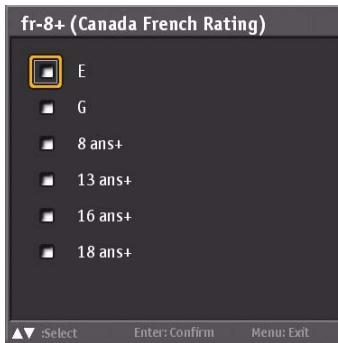 fr-8+ (Canada French Rating)
E
G
8 ans+
13 ans+
16 ans+
18 ans+
▲▼ :Select Enter: Confirm Menu: Exit